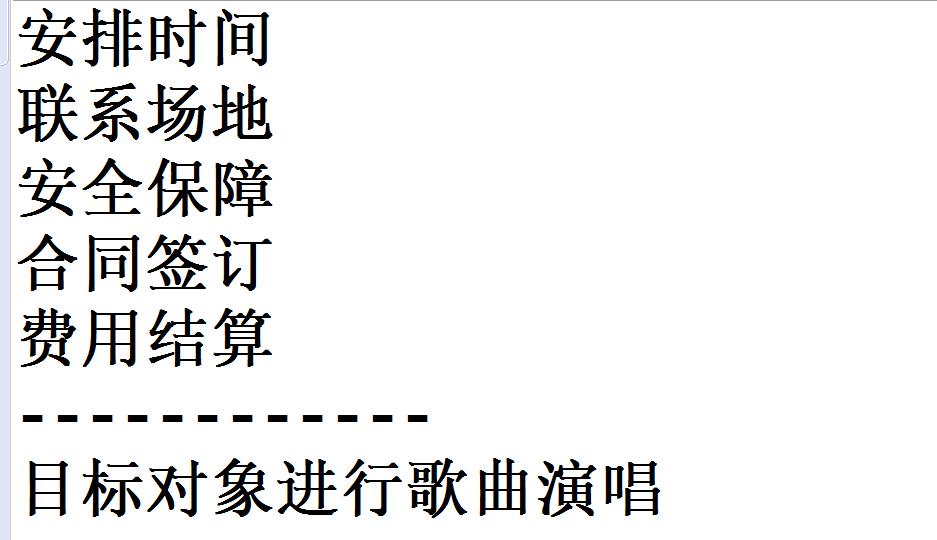 安排时间
联系场地
安全保障
合同签订
费用结算
------------
目标对象进行歌曲演唱